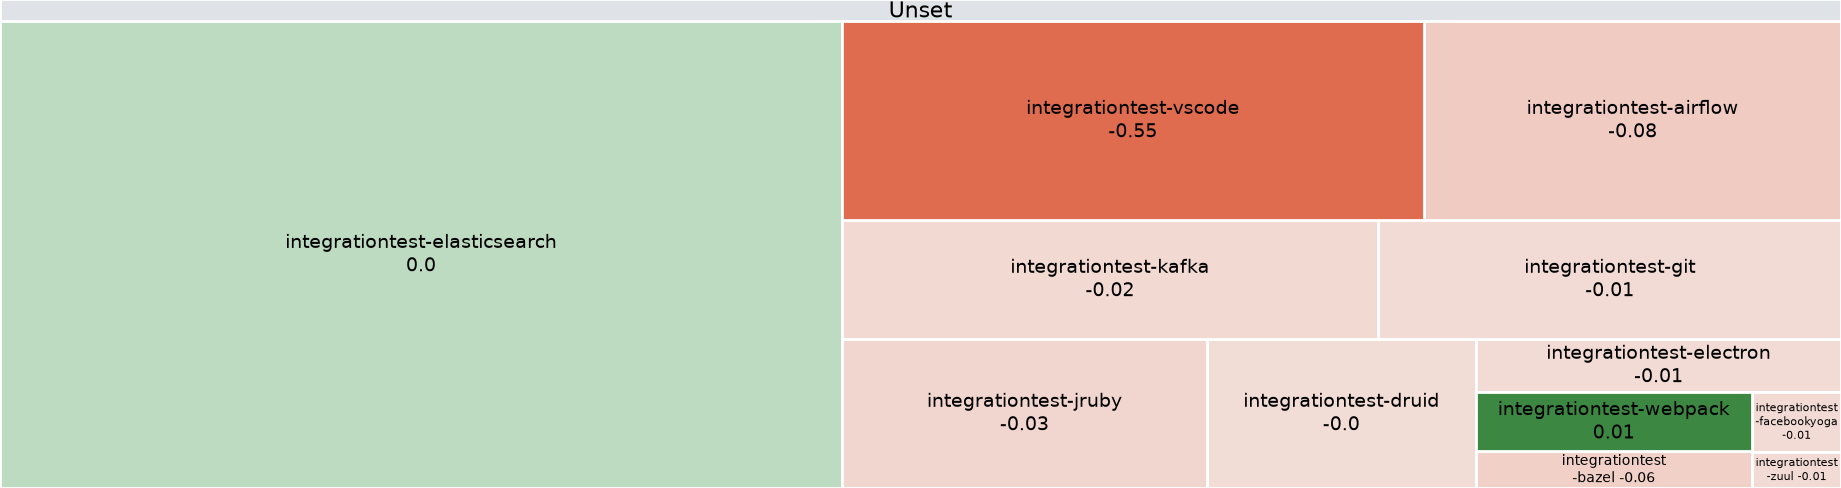 Unset
integrationtest-elasticsearch
0.0
integrationtest-vscode
-0.55
integrationtest-airflow
-0.08
integrationtest-kafka
-0.02
integrationtest-git
-0.01
integrationtest-jruby
-0.03
integrationtest-druid
-0.0
integrationtest-electron
-0.01
integrationtest-webpack
0.01
integrationtest
-facebookyoga
-0.01
integrationtest
-bazel -0.06
integrationtest
-zuul -0.01